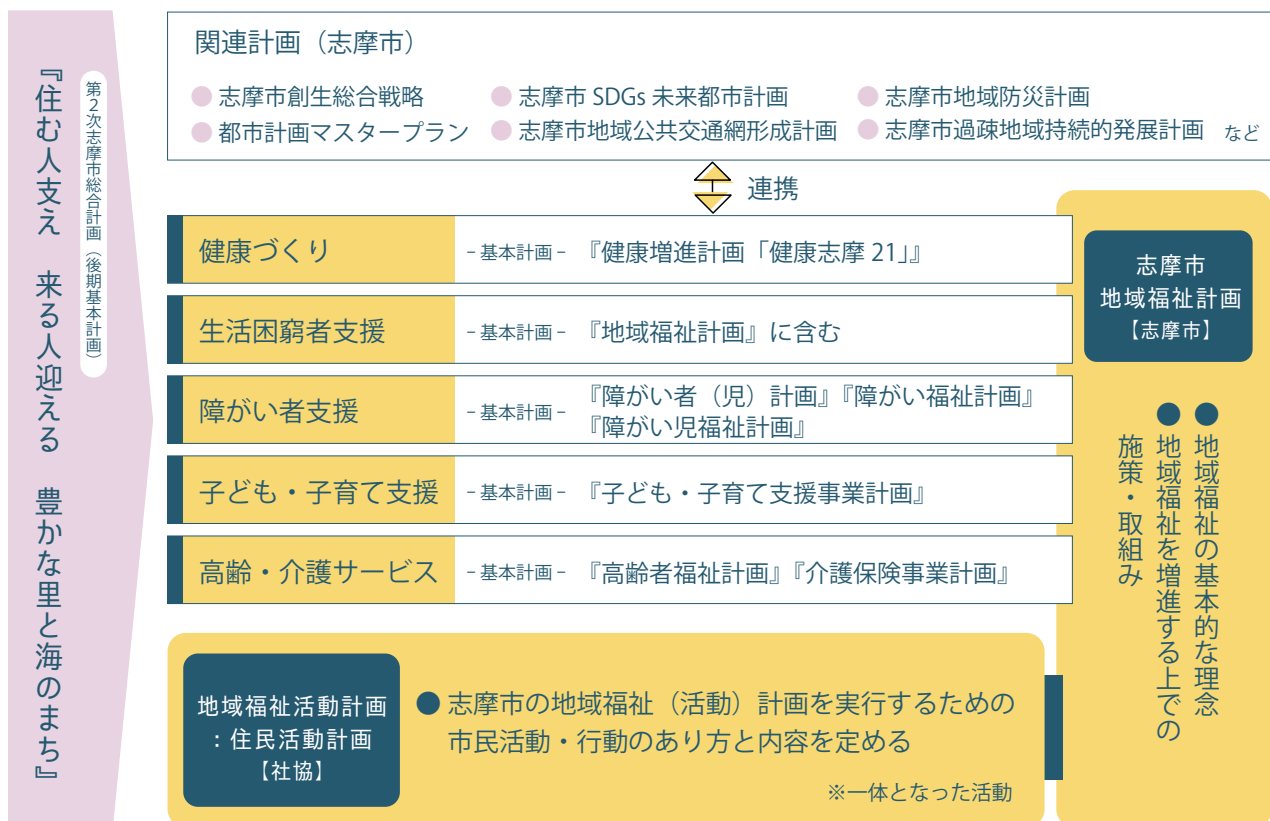 『住む人支え　来る人迎える　豊かな里と海のまち』
第2次志摩市総合計画（後期基本計画）
関連計画（志摩市）
● 志摩市創生総合戦略
● 志摩市 SDGs 未来都市計画
● 志摩市地域防災計画
● 都市計画マスタープラン
● 志摩市地域公共交通網形成計画
● 志摩市過疎地域持続的発展計画 など
連携
健康づくり
- 基本計画 - 『健康増進計画「健康志摩 21」』
生活困窮者支援
- 基本計画 - 『地域福祉計画』に含む
障がい者支援
- 基本計画 - 『障がい者（児）計画』『障がい福祉計画』
『障がい児福祉計画』
子ども・子育て支援
- 基本計画 - 『子ども・子育て支援事業計画』
高齢・介護サービス
- 基本計画 - 『高齢者福祉計画』『介護保険事業計画』
志摩市
地域福祉計画
【志摩市】
● 地域福祉の基本的な理念
● 地域福祉を増進する上での
施策・取組み
地域福祉活動計画
：住民活動計画
【社協】
● 志摩市の地域福祉（活動）計画を実行するための
市民活動・行動のあり方と内容を定める
※一体となった活動